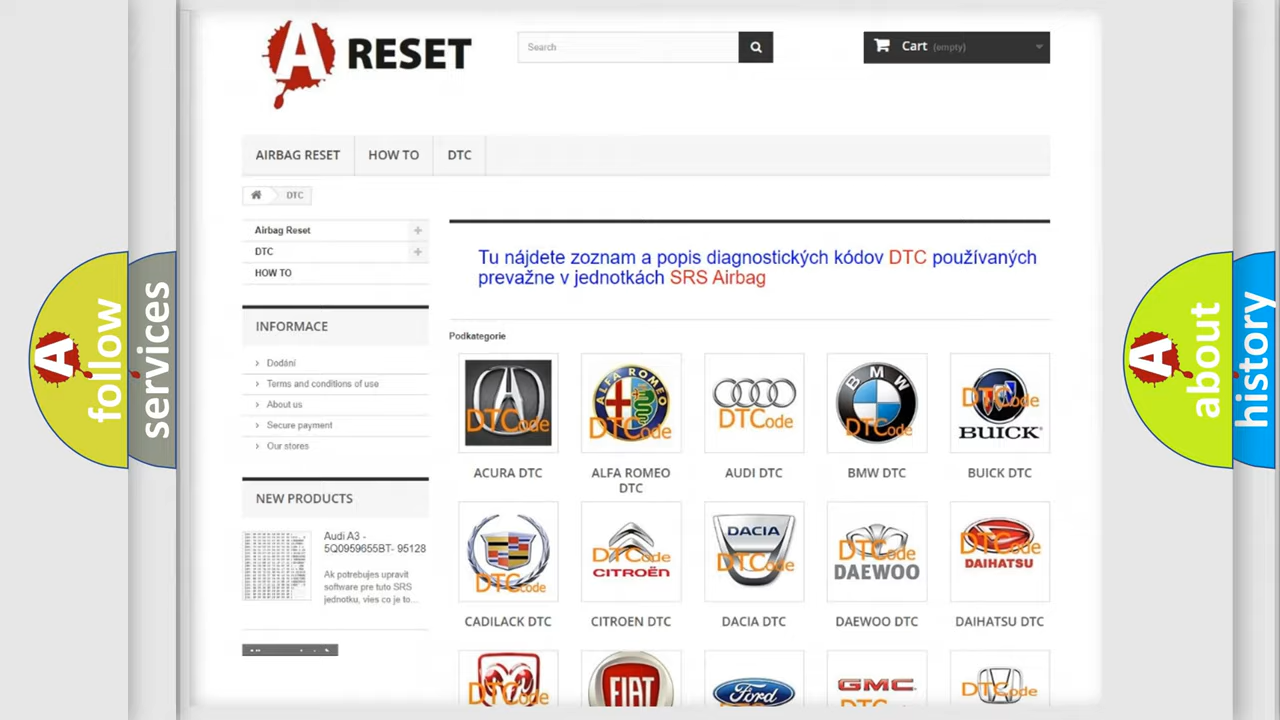 A RESET
Search
Cart (empty)
AIRBAG RESET
HOW TO
DTC
DTC
Airbag Reset
DTC
HOW TO
INFORMACE
Dodání
Terms and conditions of use
About us
Secure payment
Our stores
NEW PRODUCTS
Audi A3 -
5Q0959655BT- 95128
Ak potrebujes upravit
software pre tuto SRS
jednotku, vies co je to...
Tu nájdete zoznam a popis diagnostických kódov DTC používaných
prevažne v jednotkách SRS Airbag
Podkategorie
DTCode
ALFA ROMEO
DTCode
DTCode
BMW
DTCode
DTCode
BUICK
ACURA DTC
ALFA ROMEO
DTC
AUDI DTC
BMW DTC
BUICK DTC
DTCode
DTCode
CITROËN
DACIA
DTCode
DTCode
DAEWOO
DTCode
DAIHATSU
CADILACK DTC
CITROEN DTC
DACIA DTC
DAEWOO DTC
DAIHATSU DTC
DTCode
FIAT
Ford
GMC
DTCode
A
follow
services
A
about
history